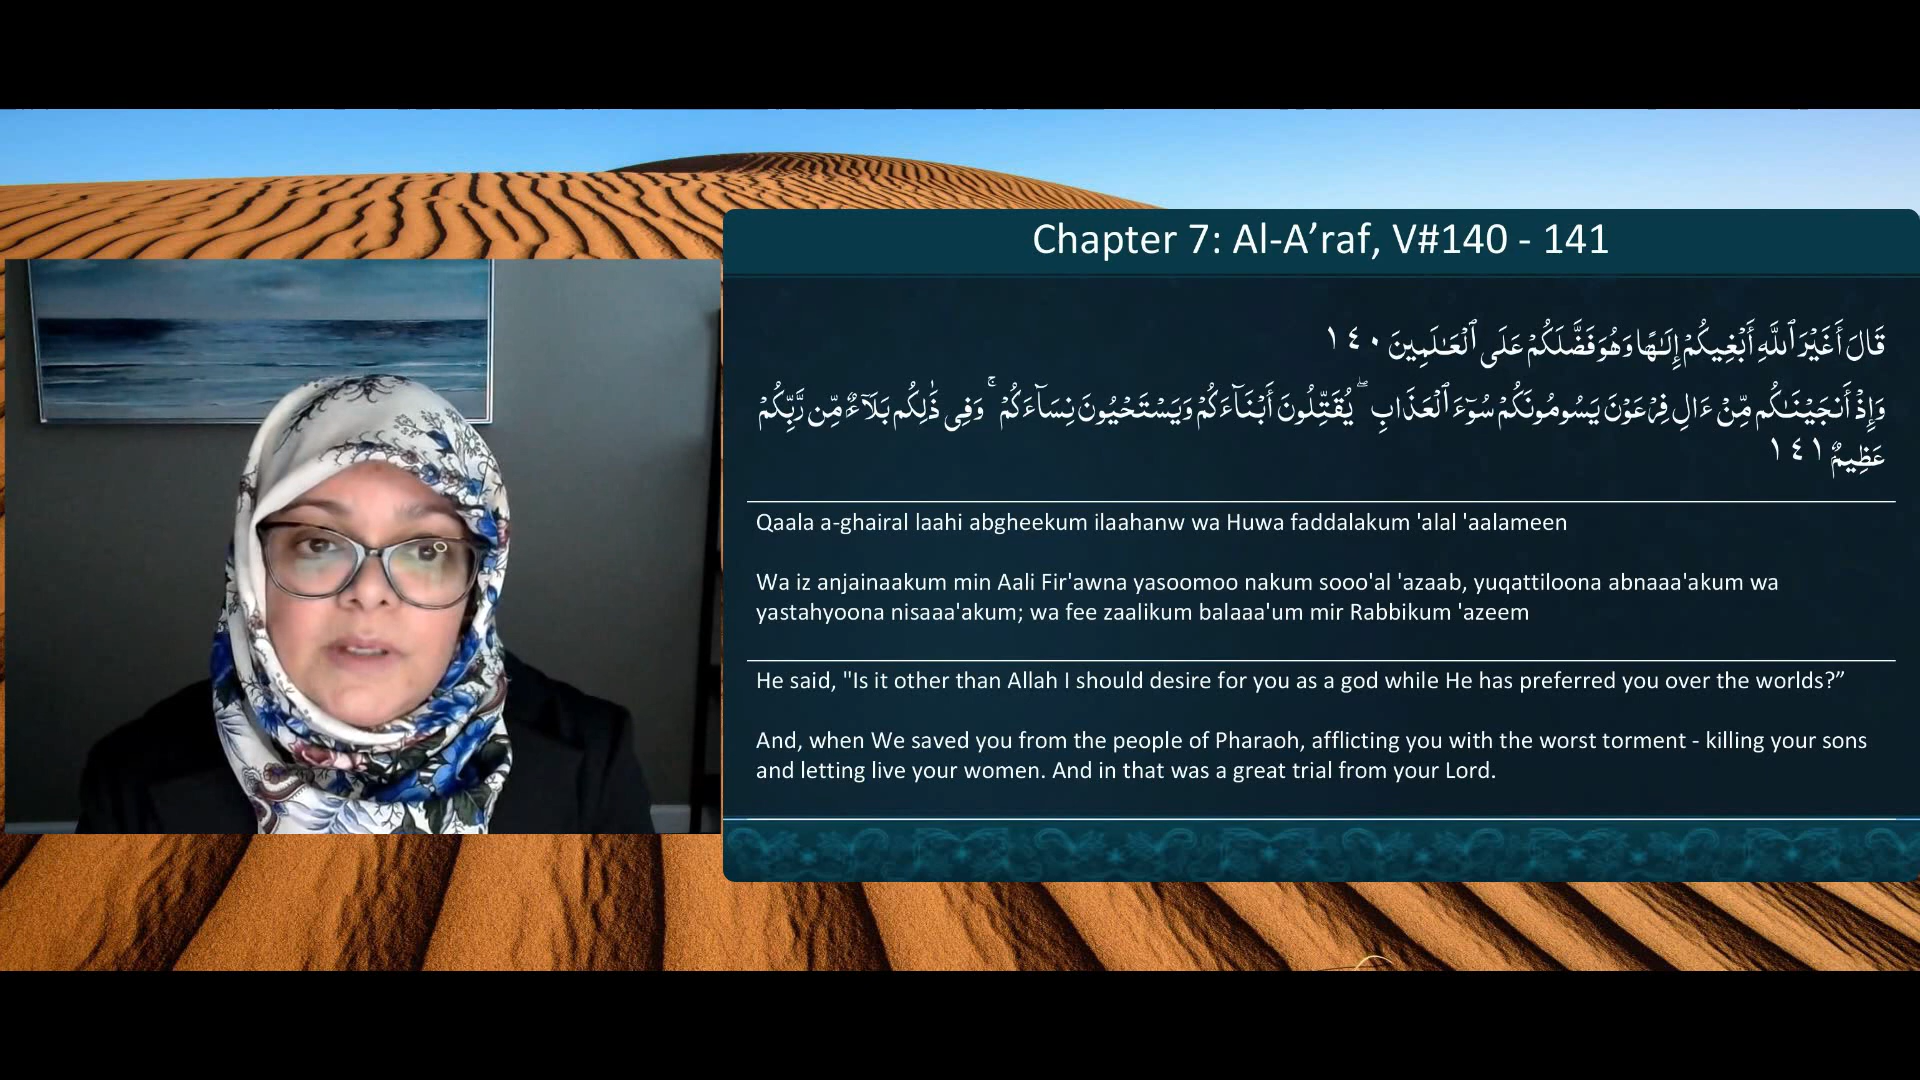 Chapter 7: Al-A’raf, V#140 - 141
قَالَ أَغَيْرَ ٱللَّهِ أَبْغِيكُمْ إِلَـٰهًا وَهُوَ فَضَّلَكُمْ عَلَى ٱلْعَـٰلَمِينَ ١٤٠
وَإِذْ أَنجَيْنَـٰكُم مِّنْ ءَالِ فِرْعَوْنَ يَسُومُونَكُمْ سُوٓءَ ٱلْعَذَابِ ۖ يُقَتِّلُونَ أَبْنَآءَكُمْ وَيَسْتَحْيُونَ نِسَآءَكُمْ ۚ وَفِى ذَٰلِكُم بَلَآءٌ مِّن رَّبِّكُمْ
عَظِيمٌ ١٤١
Qaala a-ghairal laahi abgheekum ilaahanw wa Huwa faddalakum 'alal 'aalameen
Wa iz anjainaakum min Aali Fir'awna yasoomoo nakum sooo'al 'azaab, yuqattiloona abnaaa'akum wa
yastahyoona nisaaa'akum; wa fee zaalikum balaaa'um mir Rabbikum 'azeem
He said, "Is it other than Allah I should desire for you as a god while He has preferred you over the worlds?”
And, when We saved you from the people of Pharaoh, afflicting you with the worst torment - killing your sons
and letting live your women. And in that was a great trial from your Lord.